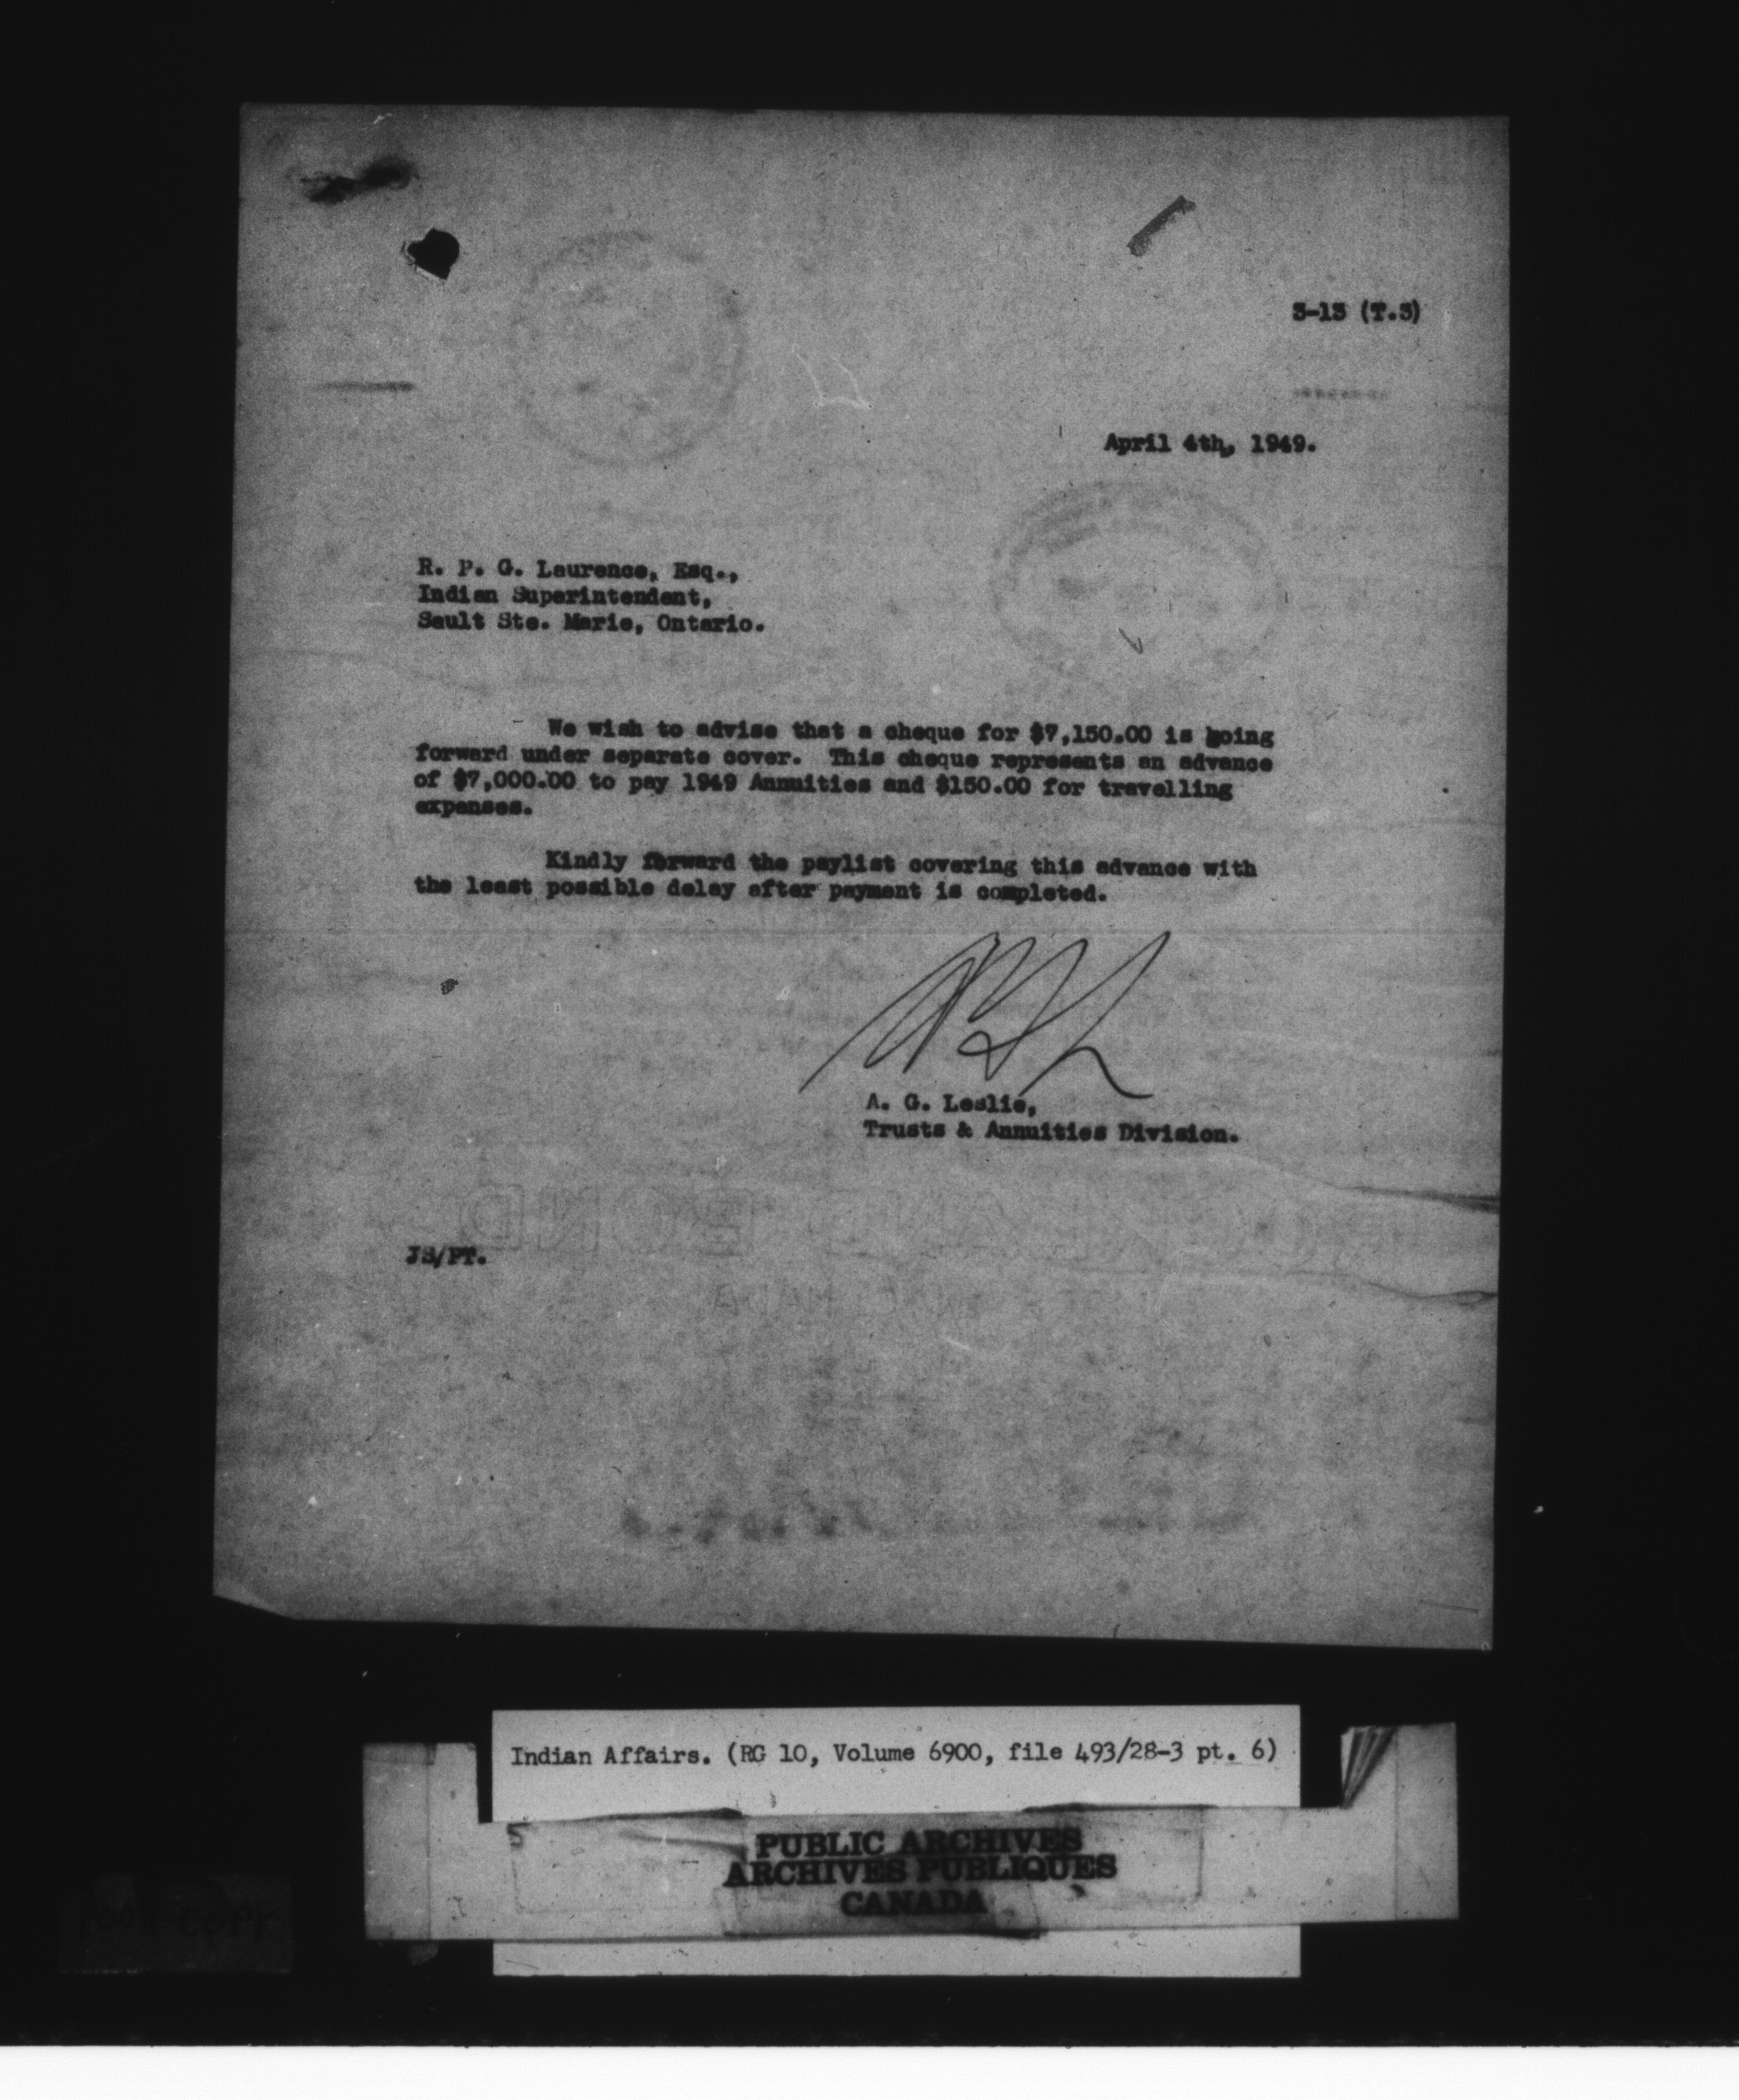 3-13 (T.3)
April 4th, 1949.
R. P. G. Laurence, Esq.,
Indian Superintendent,
Sault Ste. Marie, Ontario.
We wish to advise that a cheque for $7,150.00 is going
forward under separate cover. This cheque represents an advance
of $7,000.00 to pay 1949 Annuities and $150.00 for travelling
expenses.
Kindly forward the paylist covering this advance with
the least possible delay after payment is completed.
A. G. Leslie,
Trusts & Annuities Division.
JS/PT.
Indian Affairs. (RG 10, Volume 6900, file 493/28-3 pt. 6)
PUBLIC ARCHIVES
ARCHIVES PUBLIQUES
CANADA